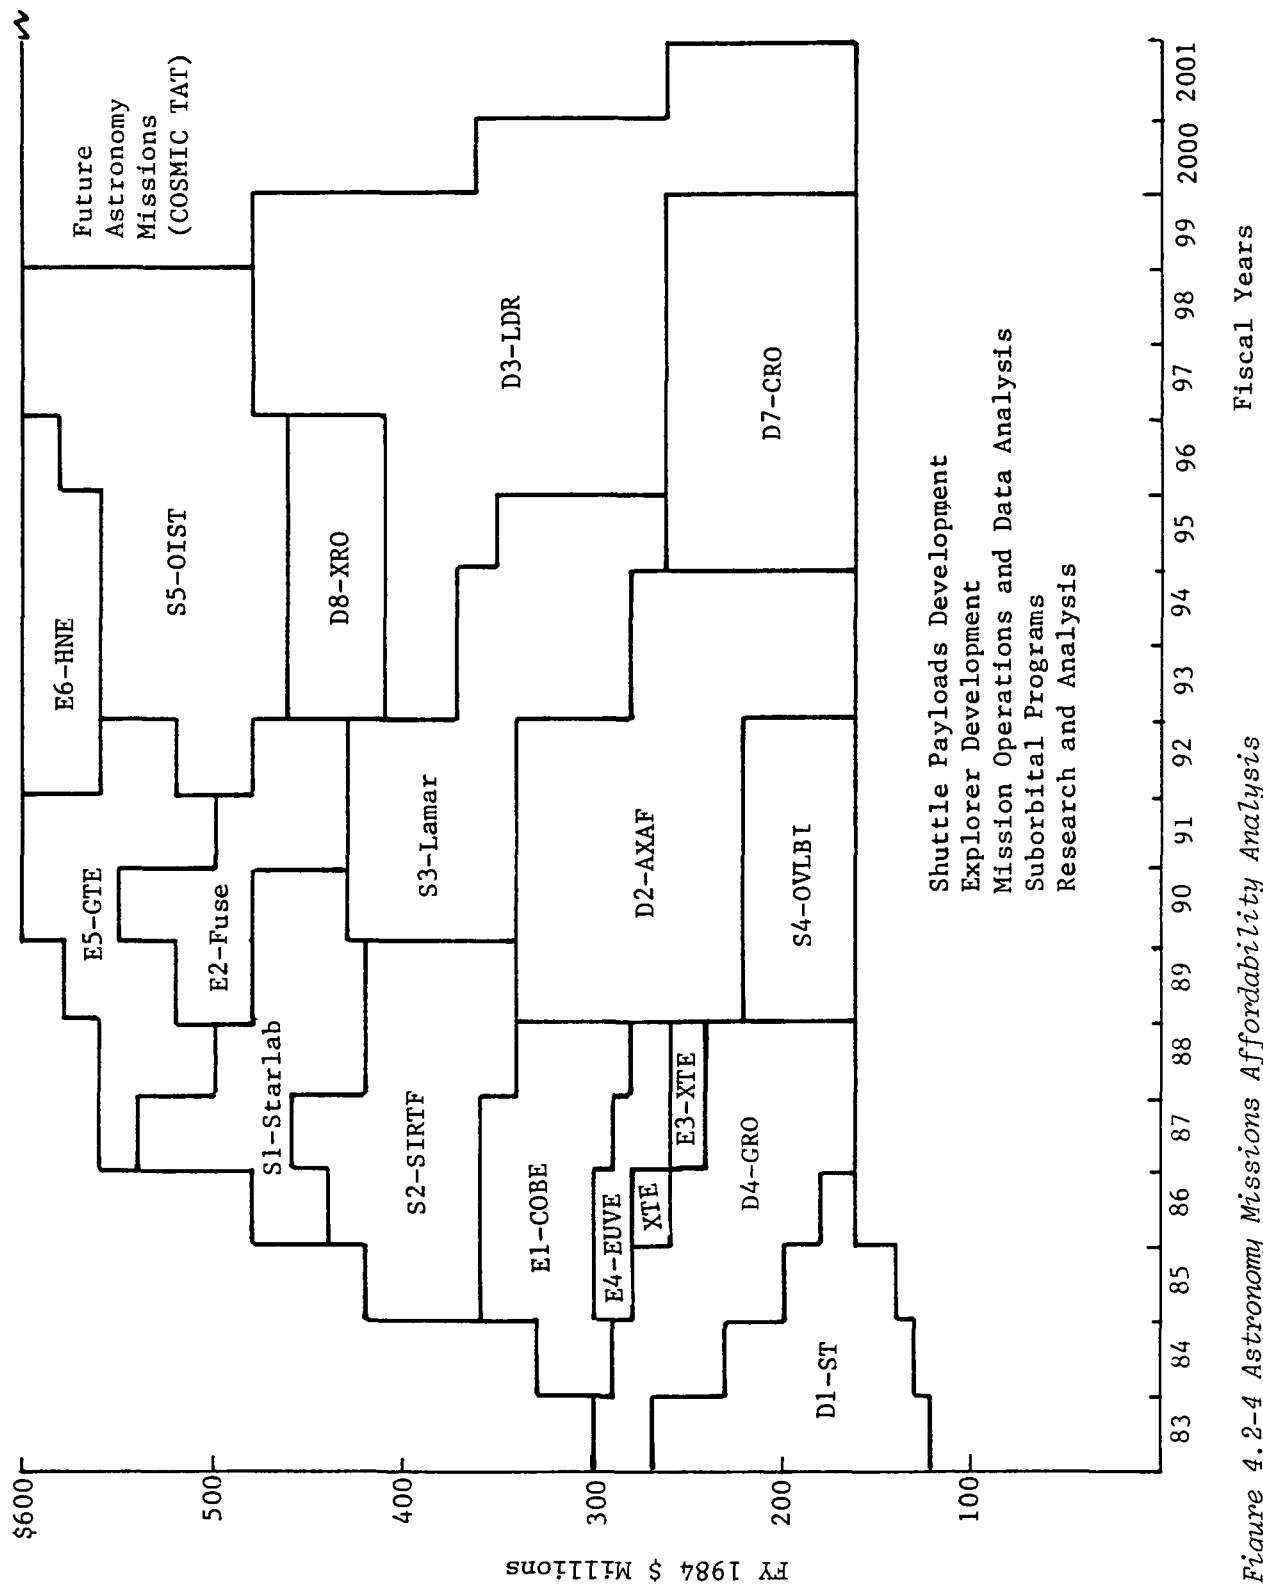 $600
500
400
300
200
100
FY 1984 $ Millions
Future
Astronomy
Missions
(COSMIC TAT)
E6-HNE
E5-GTE
S5-OIST
E2-Fuse
S1-Starlab
D8-XRO
S3-Lamar
D3-LDR
S2-SIRTF
E1-COBE
D2-AXAF
E4-EUVE
XTE
E3-XTE
D4-GRO
D7-CRO
S4-OVLBI
D1-ST
Shuttle Payloads Development
Explorer Development
Mission Operations and Data Analysis
Suborbital Programs
Research and Analysis
83 84 85 86 87 88 89 90 91 92 93 94 95 96 97 98 99 2000 2001
Fiscal Years
Figure 4.2-4 Astronomy Missions Affordability Analysis